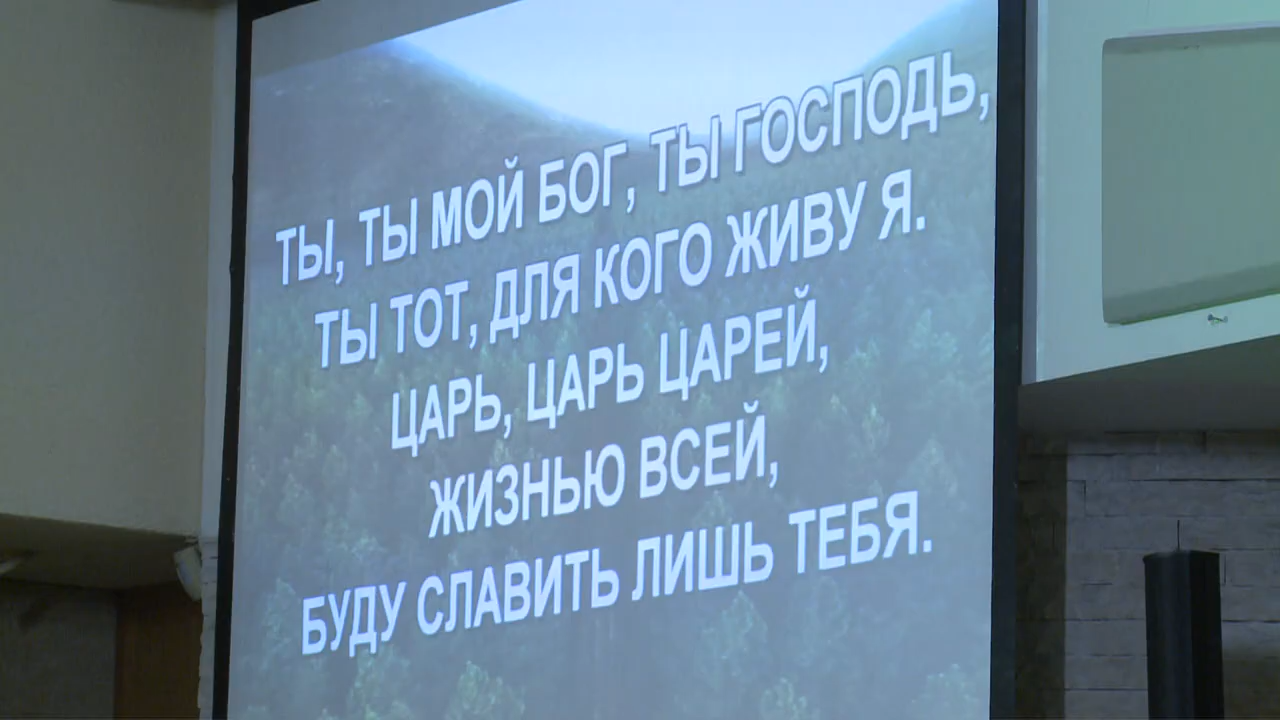 ТЫ, ТЫ МОЙ БОГ, ТЫ ГОСПОДЬ,
ТЫ ТОТ, ДЛЯ КОГО ЖИВУ Я.
ЦАРЬ, ЦАРЬ ЦАРЕЙ,
ЖИЗНЬЮ ВСЕЙ,
БУДУ СЛАВИТЬ ЛИШЬ ТЕБЯ.